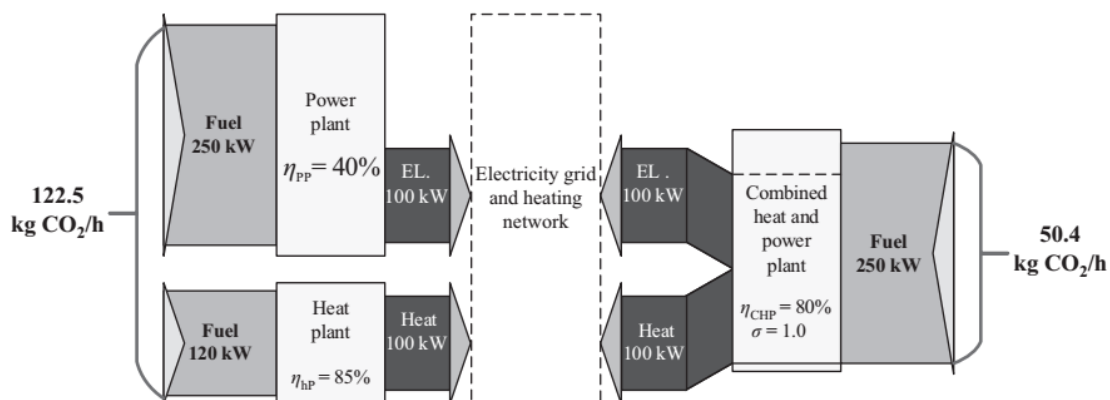 122.5
kg CO₂/h
Fuel
250 kW
Power
plant
ηPP = 40%
EL.
100 kW
Fuel
120 kW
Heat
plant
ηhP = 85%
Heat
100 kW
Electricity grid
and heating
network
EL .
100 kW
Heat
100 kW
Combined
heat and
power
plant
ηCHP = 80%
σ = 1.0
Fuel
250 kW
50.4
kg CO₂/h